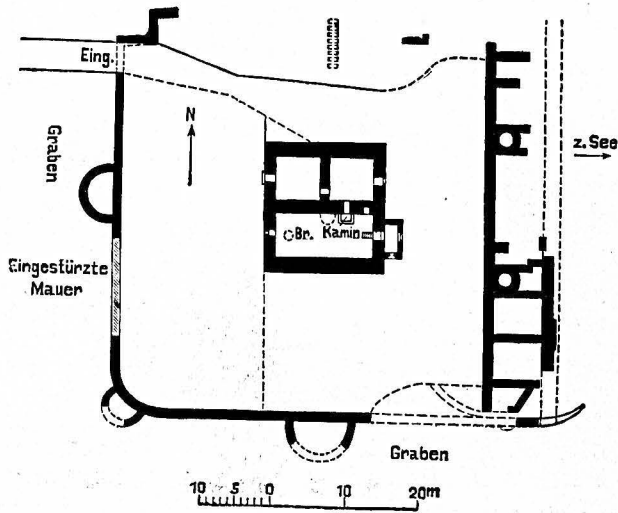 Eing.
N
Graben
z. See
Br. Kamin
Eingestürzte
Mauer
Graben
10 5 0 10 20m